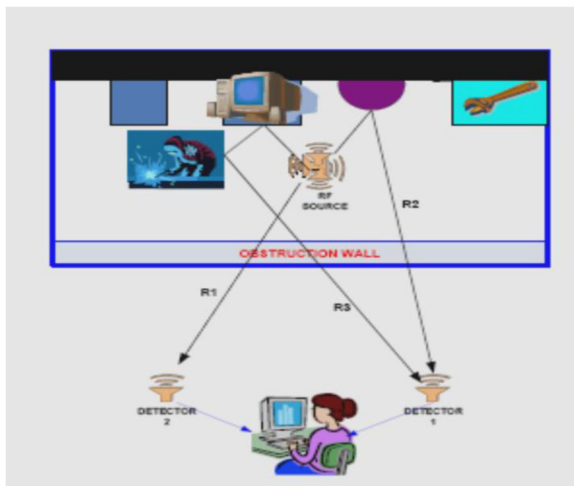 RF
SOURCE
R2
OBSTRUCTION WALL
R1
R3
DETECTOR
2
DETECTOR
1